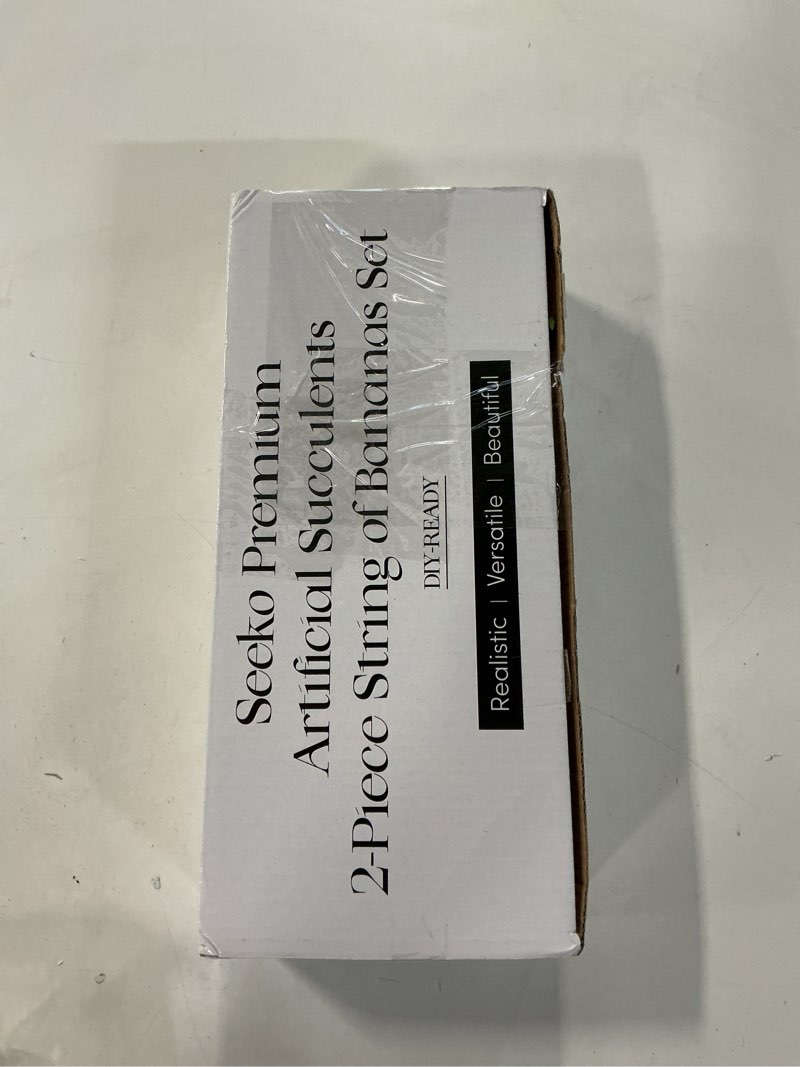 Seeko Premium
Artificial Succulents
2-Piece String of Bananas Set
DIY-READY
Realistic | Versatile | Beautiful